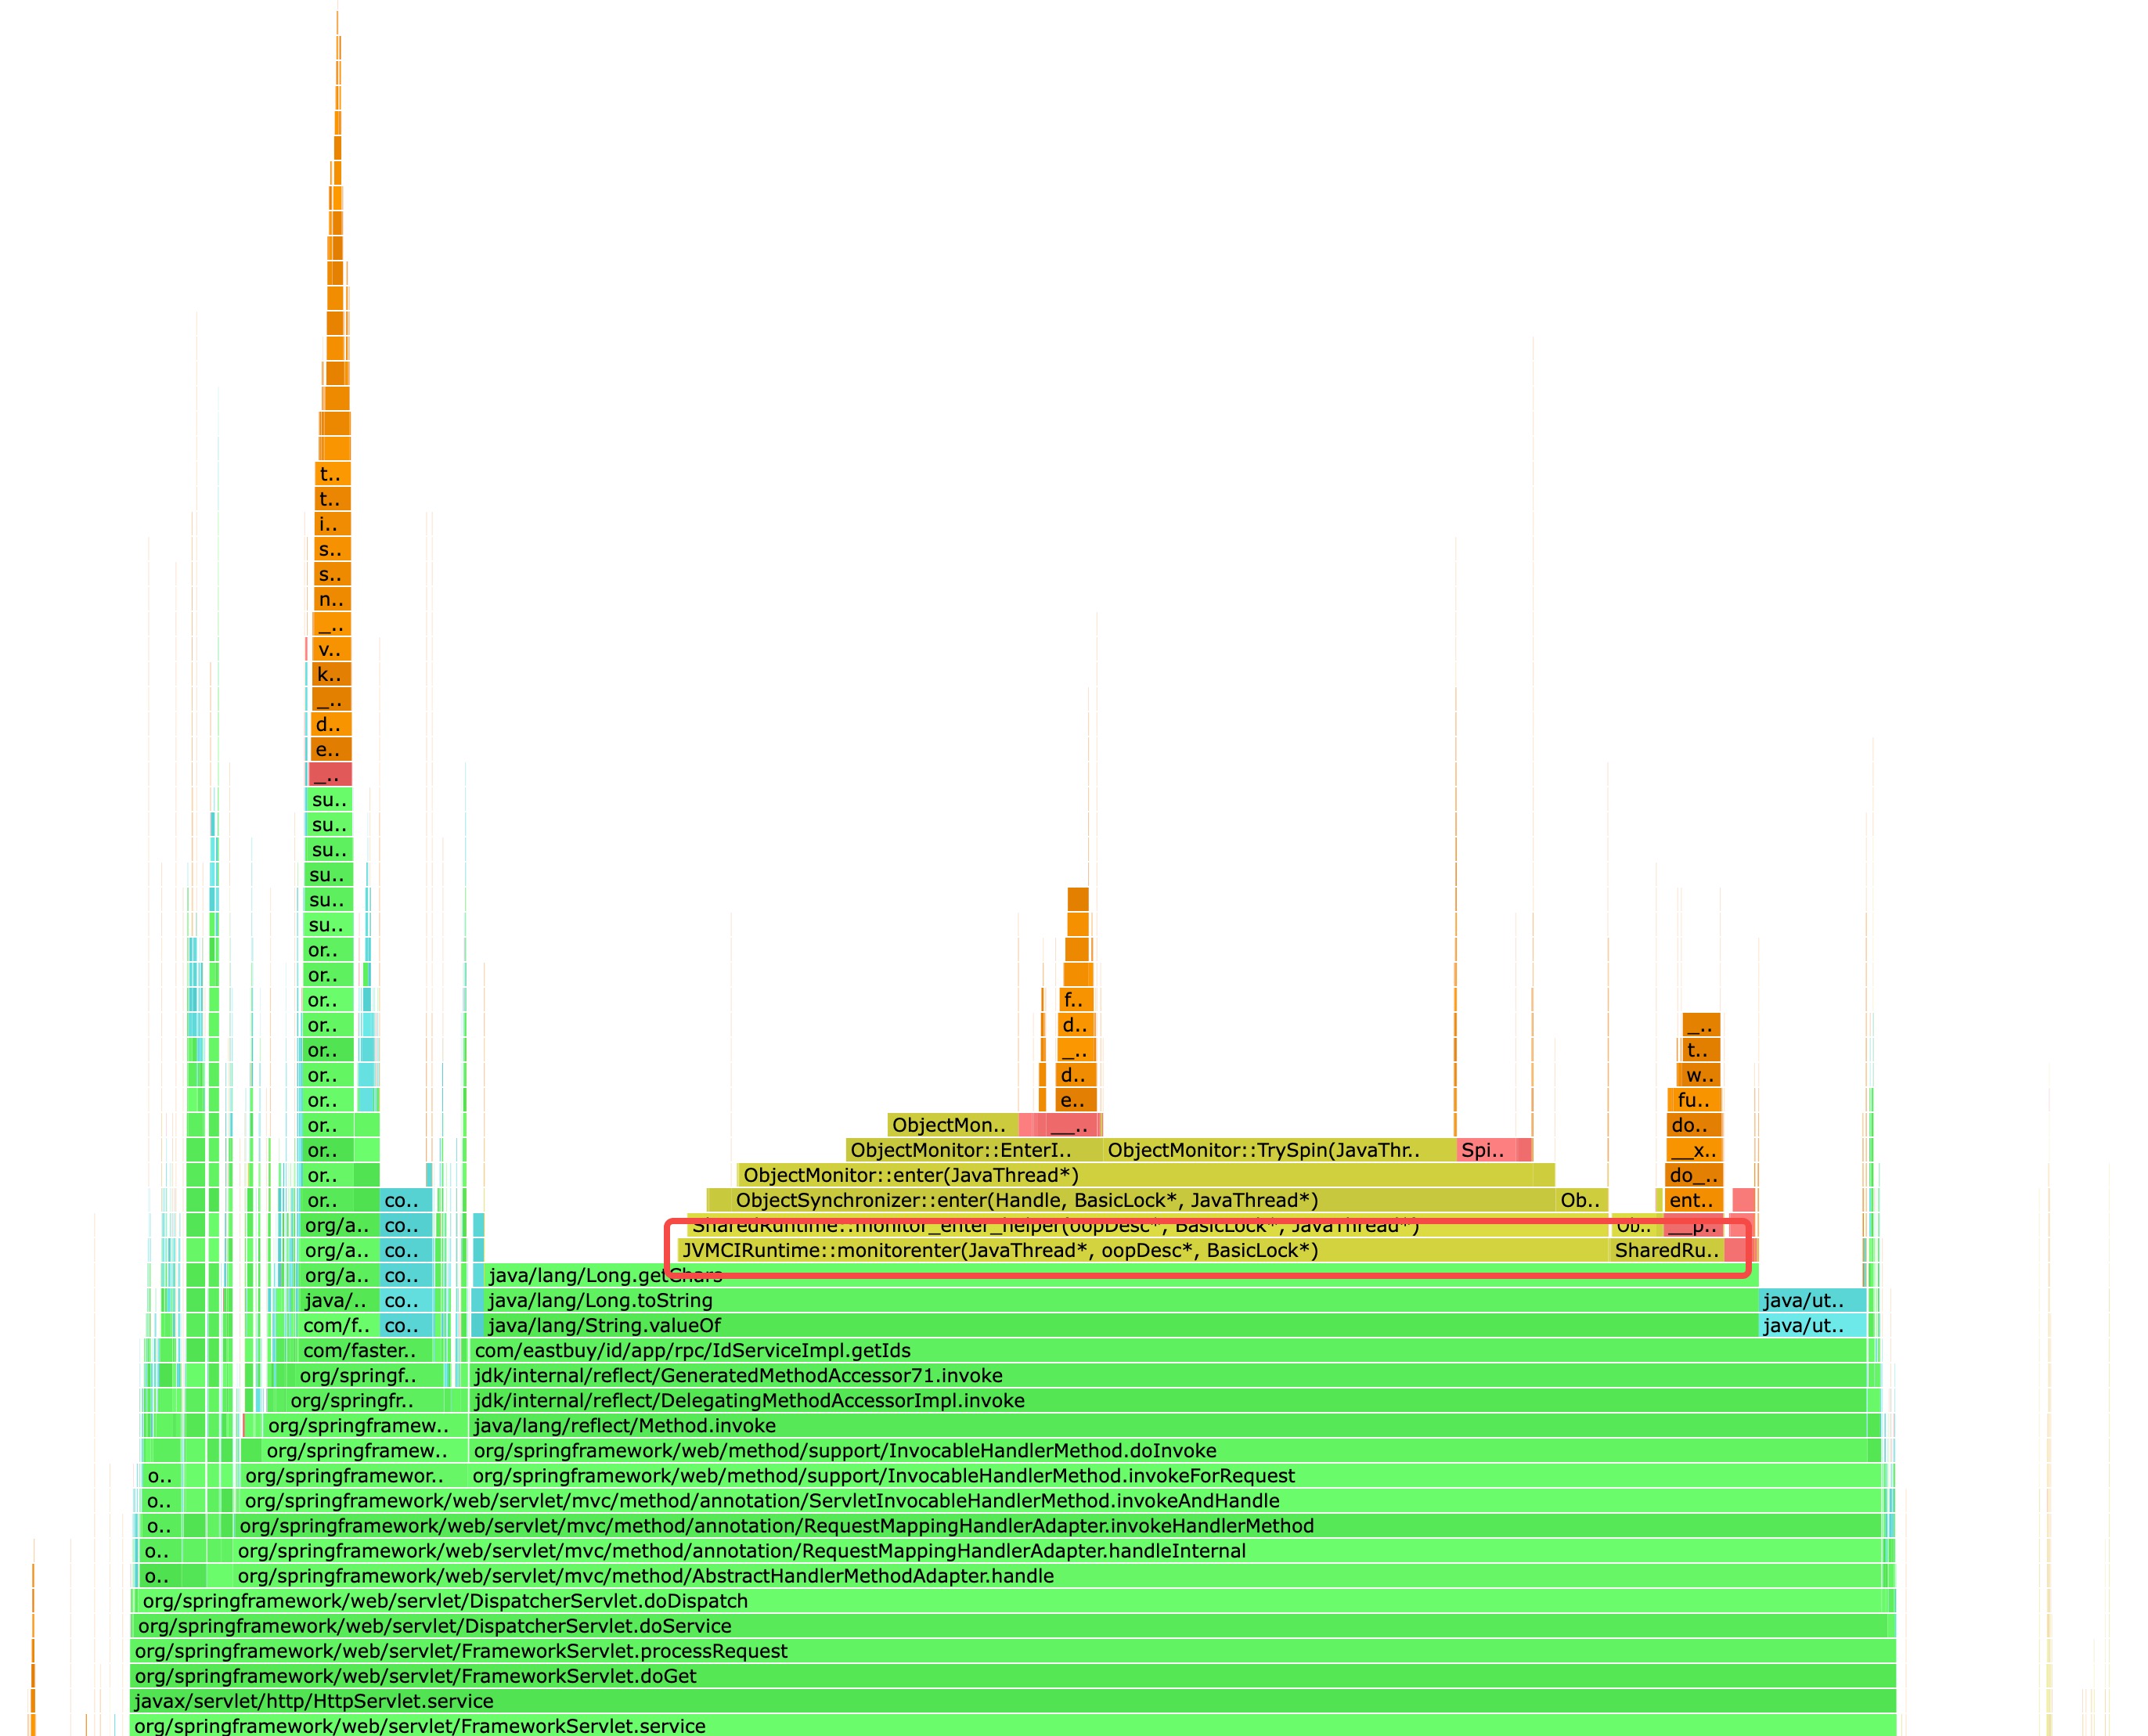 t..
t..
i..
s..
s..
n..
_..
v..
k..
_..
d..
e..
_..
su..
su..
su..
su..
su..
su..
or..
or..
or.. f..
or.. d.. _..
or.. _.. t..
or.. d.. w..
or.. e.. fu..
or.. ObjectMon.. __.. do..
or.. ObjectMonitor::EnterI.. ObjectMonitor::TrySpin(JavaThr.. Spi.. __x..
or.. ObjectMonitor::enter(JavaThread*) do_..
or.. co.. ObjectSynchronizer::enter(Handle, BasicLock*, JavaThread*) Ob.. ent..
org/a.. co.. SharedRuntime::monitor_enter_helper(oopDesc*, BasicLock*, JavaThread*) Ob.. __p..
org/a.. co.. JVMCIRuntime::monitorenter(JavaThread*, oopDesc*, BasicLock*) SharedRu..
org/a.. co.. java/lang/Long.getChars
java/.. co.. java/lang/Long.toString java/ut..
com/f.. co.. java/lang/String.valueOf java/ut..
com/faster.. com/eastbuy/id/app/rpc/IdServiceImpl.getIds
org/springf.. jdk/internal/reflect/GeneratedMethodAccessor71.invoke
org/springfr.. jdk/internal/reflect/DelegatingMethodAccessorImpl.invoke
org/springframew.. java/lang/reflect/Method.invoke
org/springframew.. org/springframework/web/method/support/InvocableHandlerMethod.doInvoke
o.. org/springframewor.. org/springframework/web/method/support/InvocableHandlerMethod.invokeForRequest
o.. org/springframework/web/servlet/mvc/method/annotation/ServletInvocableHandlerMethod.invokeAndHandle
o.. org/springframework/web/servlet/mvc/method/annotation/RequestMappingHandlerAdapter.invokeHandlerMethod
o.. org/springframework/web/servlet/mvc/method/annotation/RequestMappingHandlerAdapter.handleInternal
o.. org/springframework/web/servlet/mvc/method/AbstractHandlerMethodAdapter.handle
org/springframework/web/servlet/DispatcherServlet.doDispatch
org/springframework/web/servlet/DispatcherServlet.doService
org/springframework/web/servlet/FrameworkServlet.processRequest
org/springframework/web/servlet/FrameworkServlet.doGet
javax/servlet/http/HttpServlet.service
org/springframework/web/servlet/FrameworkServlet.service